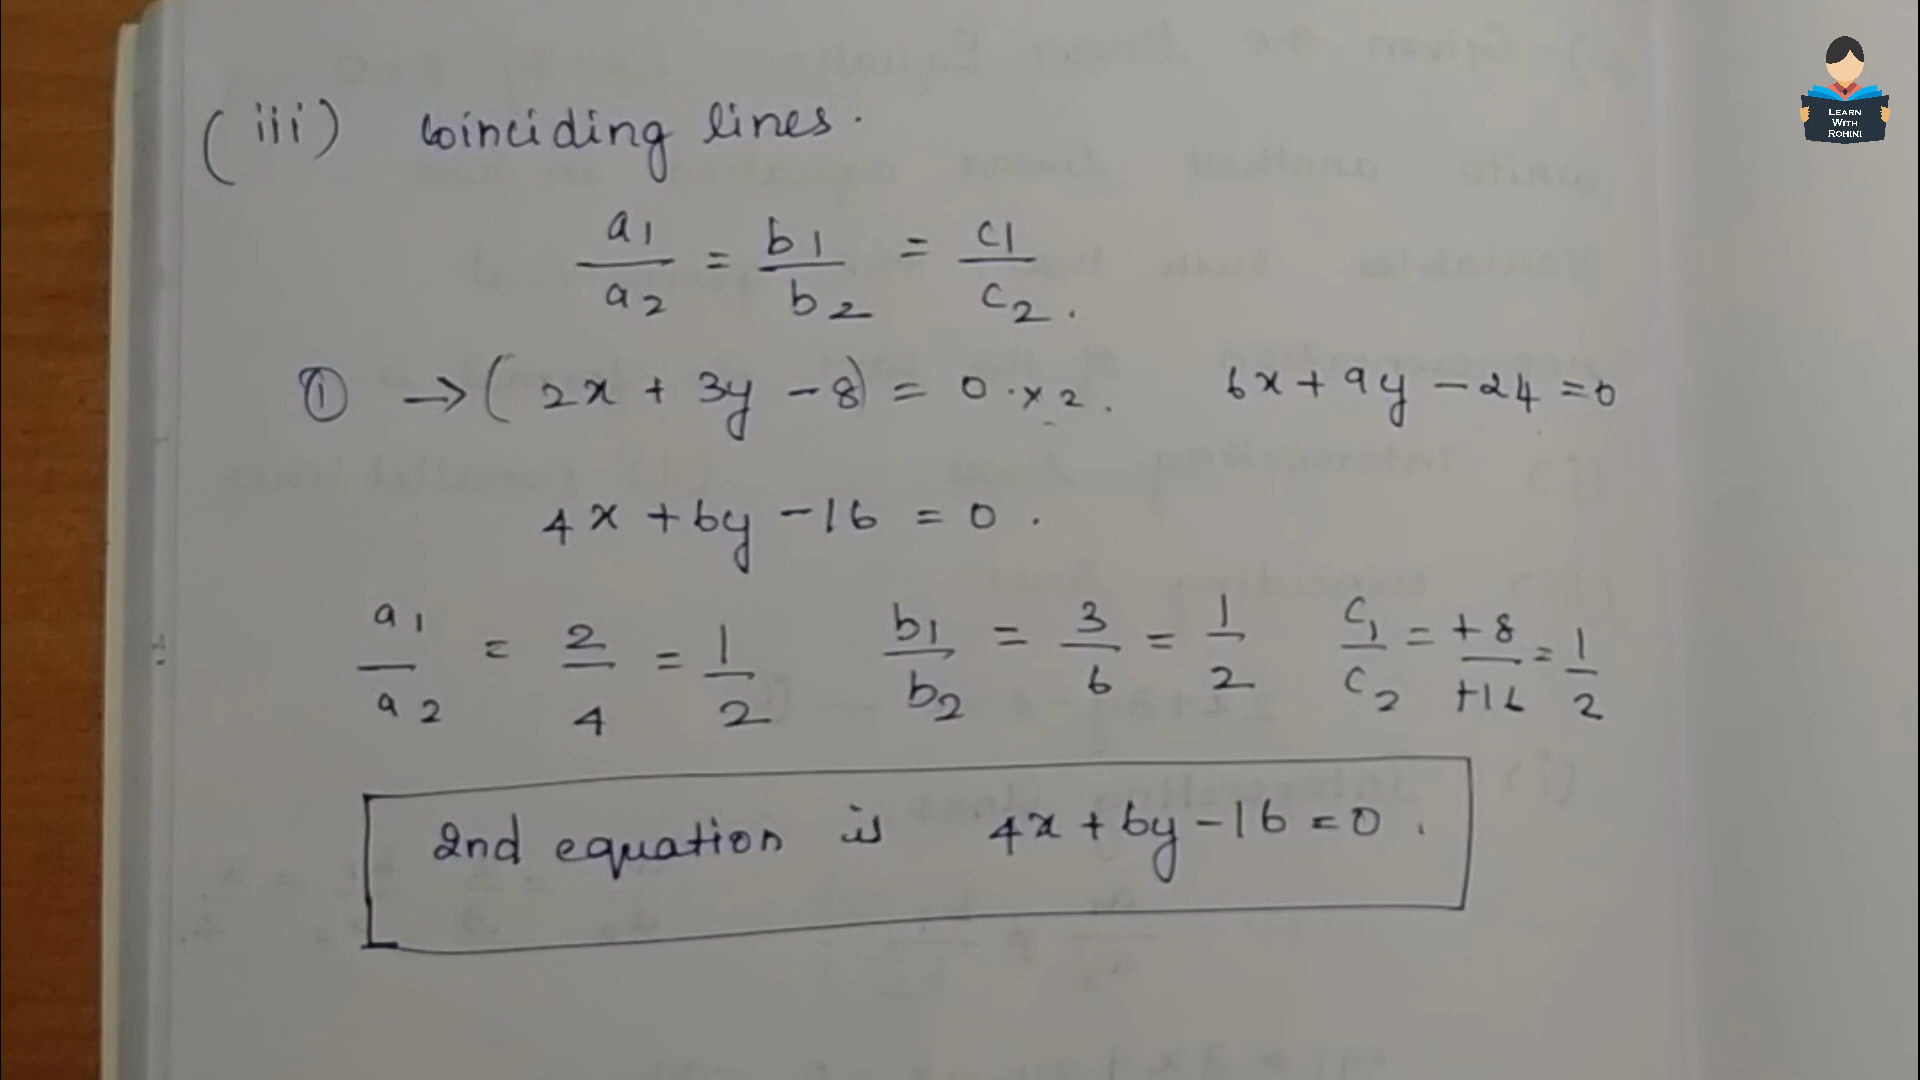 (iii) coinciding lines.
a1/a2 = b1/b2 = c1/c2.
① → (2x + 3y - 8) = 0 · x 2. 6x + 9y - 24 = 0
4x + 6y - 16 = 0.
a1/a2 = 2/4 = 1/2 b1/b2 = 3/6 = 1/2 c1/c2 = +8/+16 = 1/2
2nd equation is 4x + 6y - 16 = 0.
LEARN
WITH
ROHINI